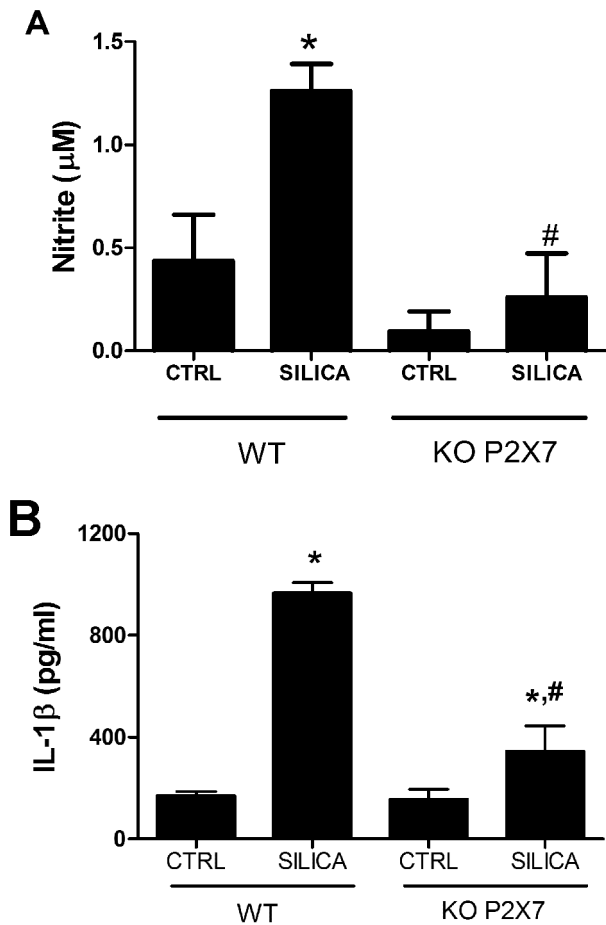 A
*
1.5
1.0
0.5
0.0
Nitrite (μM)
#
CTRL SILICA CTRL SILICA
WT KO P2X7
B
1200
800
400
0
IL-1β (pg/ml)
*
*,#
CTRL SILICA CTRL SILICA
WT KO P2X7